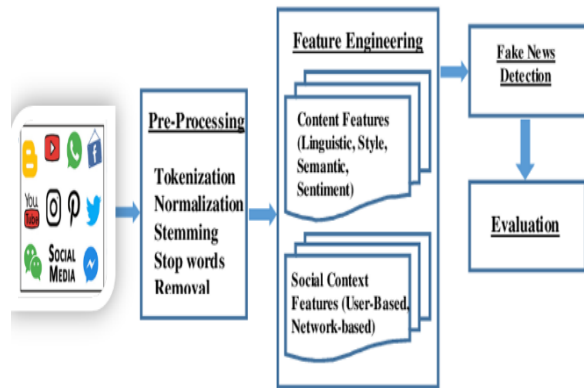 You
Tube
SOCIAL
MEDIA
Pre-Processing
Tokenization
Normalization
Stemming
Stop words
Removal
Feature Engineering
Content Features
(Linguistic, Style,
Semantic,
Sentiment)
Social Context
Features (User-Based,
Network-based)
Fake News
Detection
Evaluation